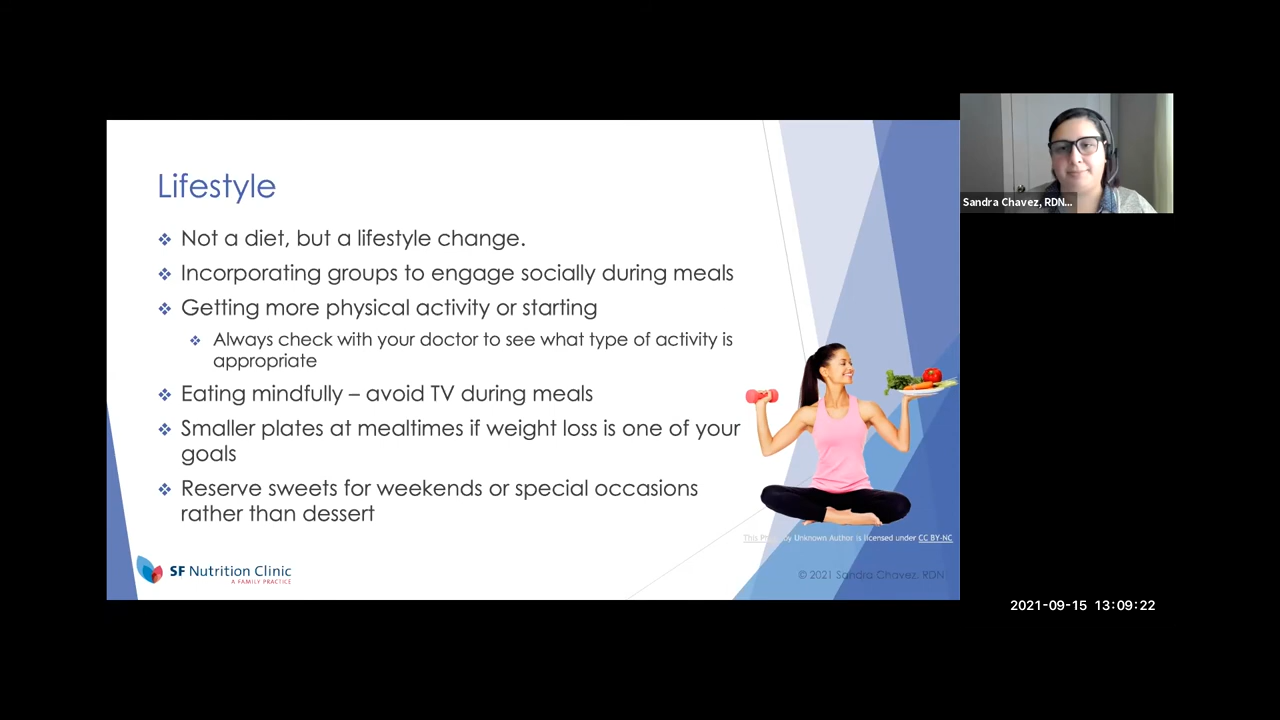 Lifestyle
Not a diet, but a lifestyle change.
Incorporating groups to engage socially during meals
Getting more physical activity or starting
Always check with your doctor to see what type of activity is
appropriate
Eating mindfully – avoid TV during meals
Smaller plates at mealtimes if weight loss is one of your
goals
Reserve sweets for weekends or special occasions
rather than dessert
This Photo by Unknown Author is licensed under CC BY-NC
SF Nutrition Clinic
A FAMILY PRACTICE
© 2021 Sandra Chavez, RDN
Sandra Chavez, RDN...
2021-09-15 13:09:22